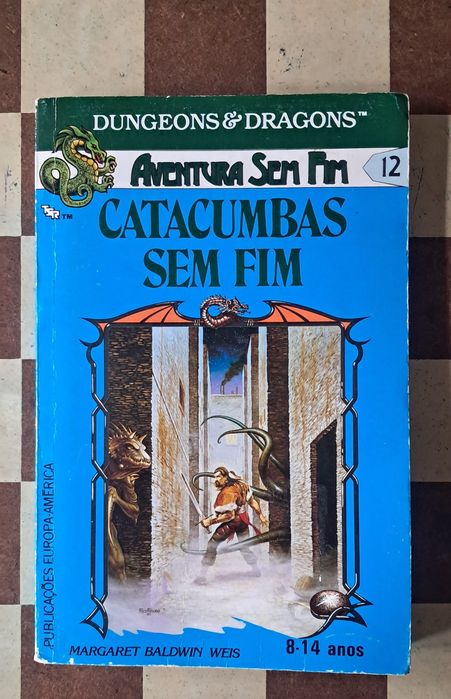 DUNGEONS & DRAGONS™
AVENTURA SEM FIM
12
TSR™
CATACUMBAS
SEM FIM
PUBLICAÇÕES EUROPA-AMÉRICA
MARGARET BALDWIN WEIS
8-14 anos